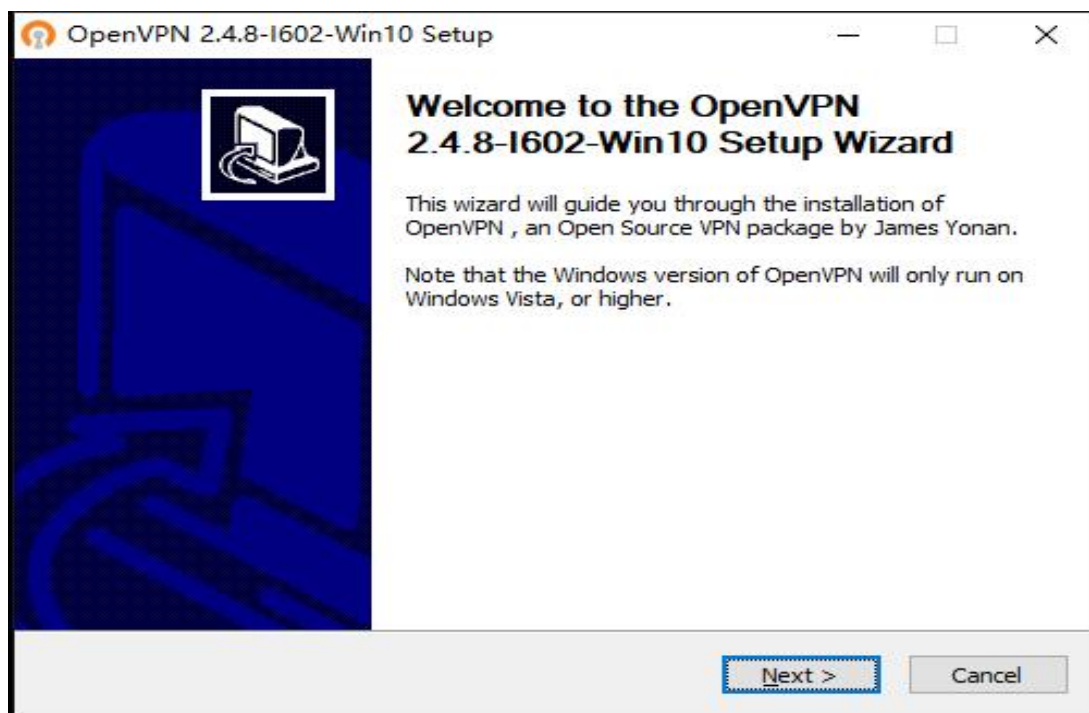 OpenVPN 2.4.8-I602-Win10 Setup
Welcome to the OpenVPN
2.4.8-I602-Win10 Setup Wizard
This wizard will guide you through the installation of
OpenVPN , an Open Source VPN package by James Yonan.
Note that the Windows version of OpenVPN will only run on
Windows Vista, or higher.
Next >
Cancel